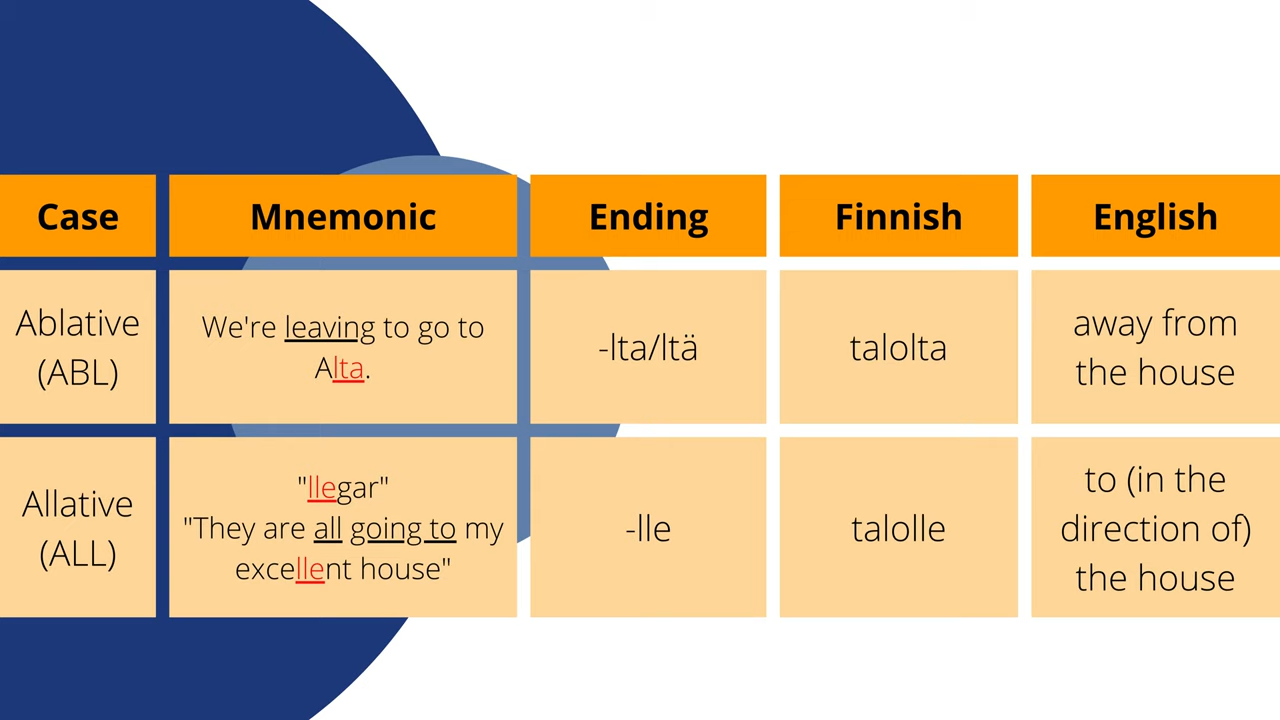 Case Mnemonic Ending Finnish English
Ablative
(ABL)
We're leaving to go to
Alta.
-lta/ltä
talolta
away from
the house
Allative
(ALL)
"llegar"
"They are all going to my
excellent house"
-lle
talolle
to (in the
direction of)
the house